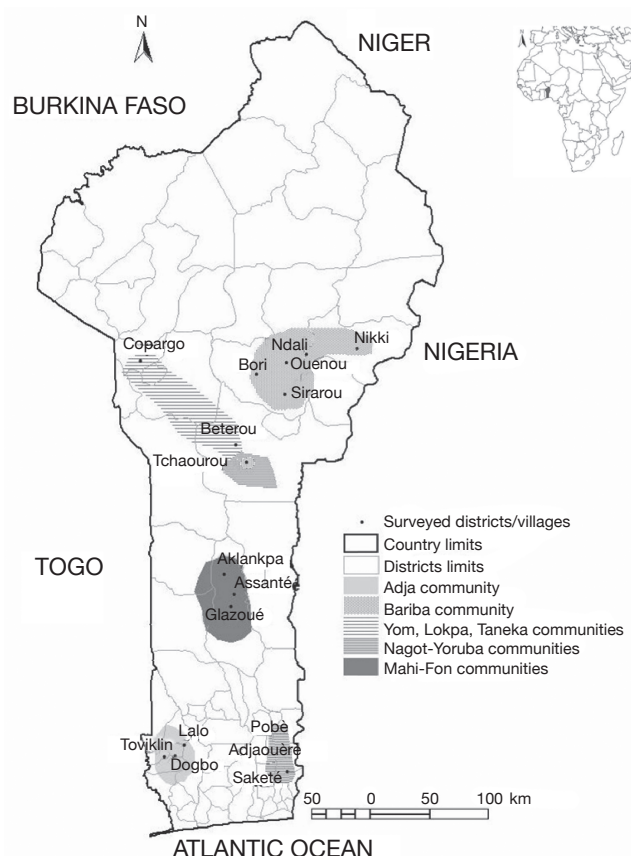 N
NIGER
N
BURKINA FASO
Copargo
Ndali
Nikki
NIGERIA
Bori
Ouenou
Sirarou
Beterou
Tchaourou
Surveyed districts/villages
Country limits
Districts limits
Adja community
Bariba community
Yom, Lokpa, Taneka communities
Nagot-Yoruba communities
Mahi-Fon communities
TOGO
Aklankpa
Assanté
Glazoué
Lalo
Toviklin
Dogbo
Pobè
Adjaouèrè
Saketé
50 0 50 100 km
ATLANTIC OCEAN